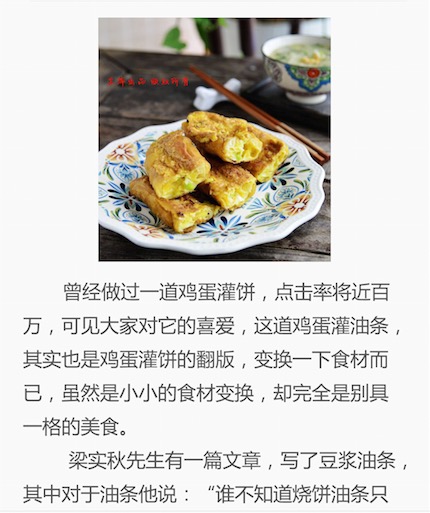 曾经做过一道鸡蛋灌饼，点击率将近百
万，可见大家对它的喜爱，这道鸡蛋灌油条，
其实也是鸡蛋灌饼的翻版，变换一下食材而
已，虽然是小小的食材变换，却完全是别具
一格的美食。
梁实秋先生有一篇文章，写了豆浆油条，
其中对于油条他说：“谁不知道烧饼油条只